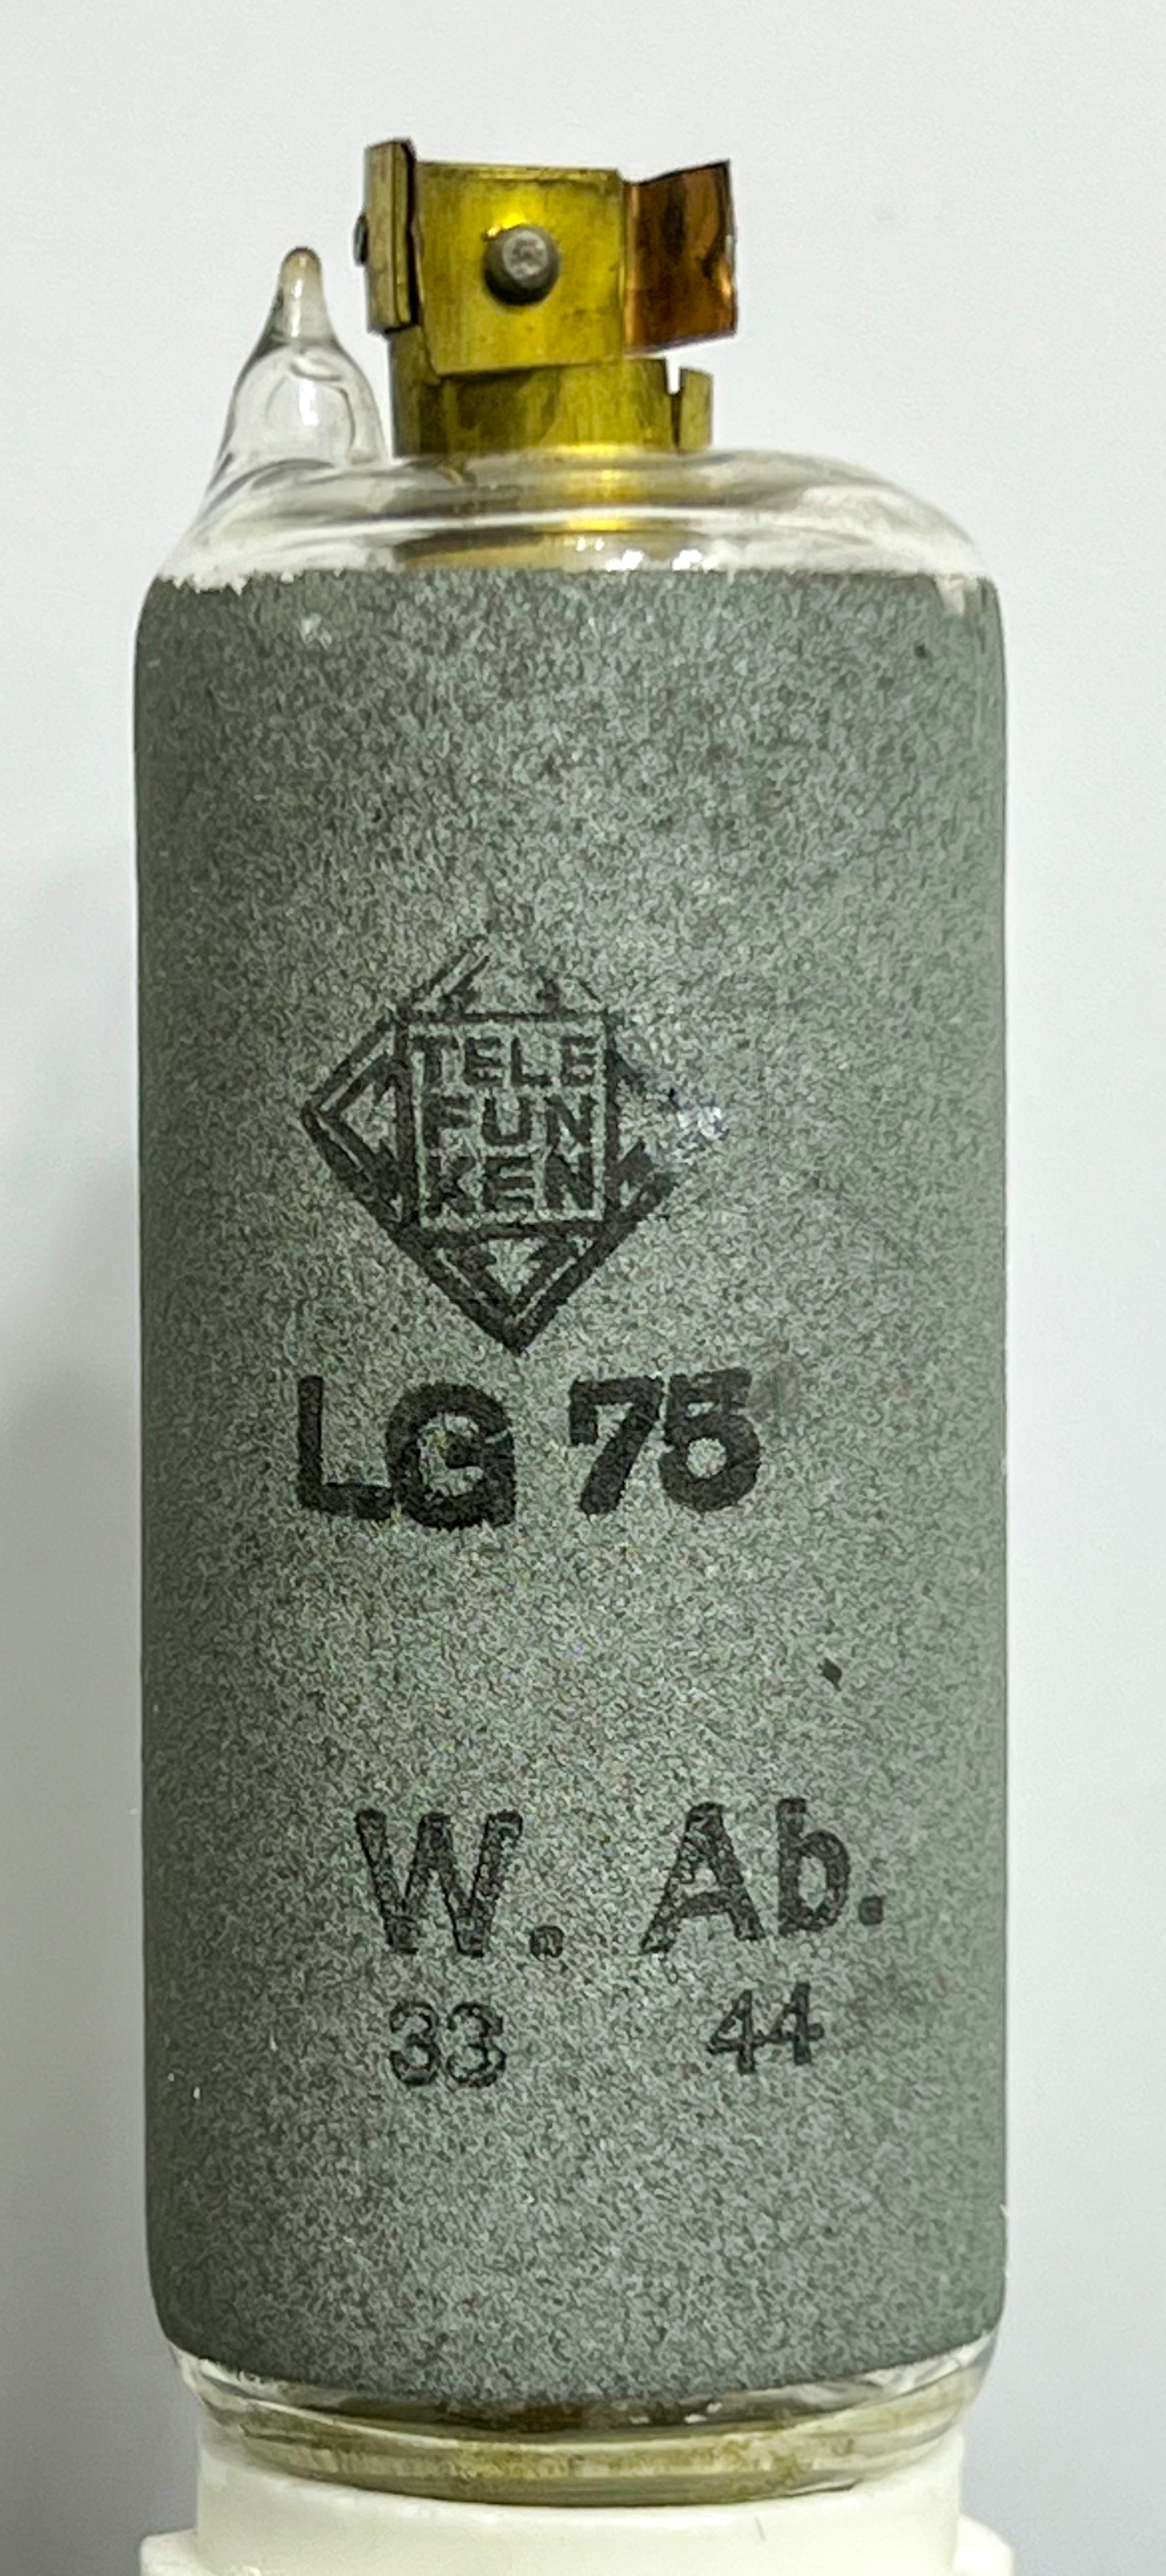 TELE
FUN
KEN
LG 75
W. Ab.
33 44